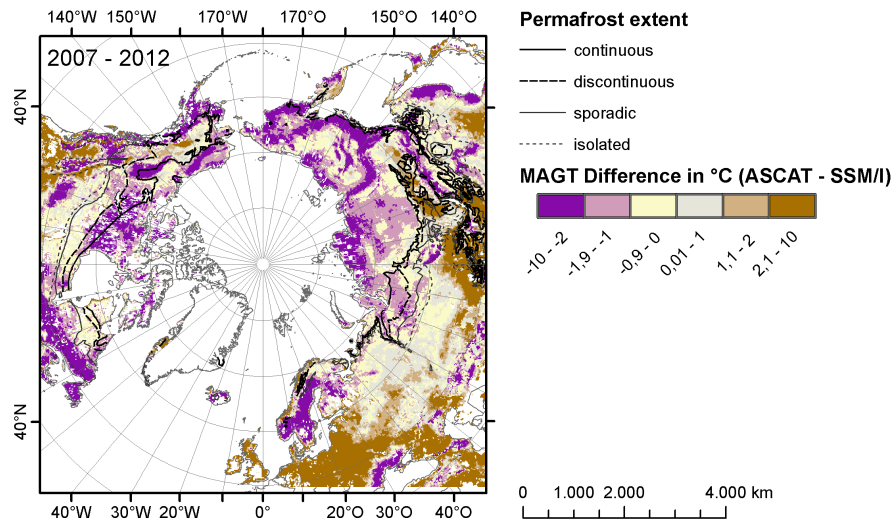 140°W 150°W 170°W 170°O 150°O 140°O
2007 - 2012
40°N
40°N
40°W 30°W 20°W 0° 20°O 30°O 40°O
Permafrost extent
continuous
discontinuous
sporadic
isolated
MAGT Difference in °C (ASCAT - SSM/I)
-10 - -2
-1,9 - -1
-0,9 - 0
0,01 - 1
1,1 - 2
2,1 - 10
0 1.000 2.000 4.000 km